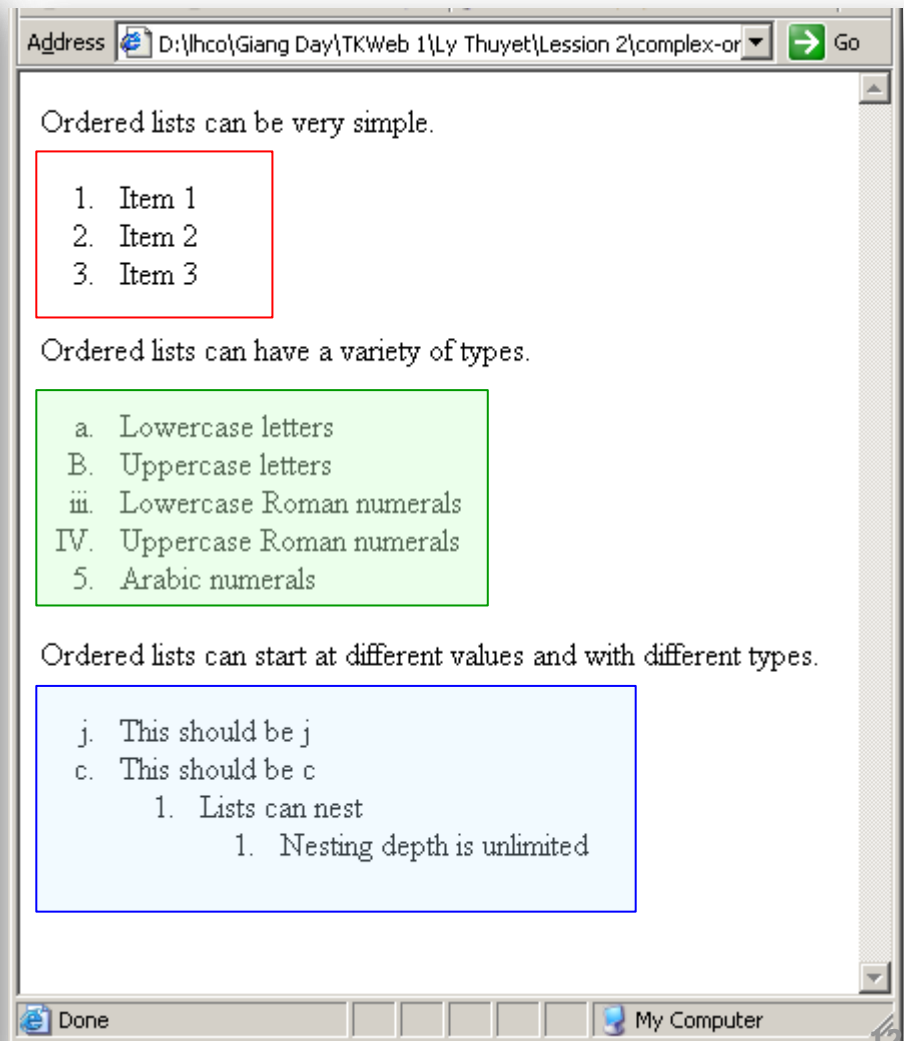 Address D:\lhco\Giang Day\TKWeb 1\Ly Thuyet\Lession 2\complex-or Go
Ordered lists can be very simple.
1. Item 1
2. Item 2
3. Item 3
Ordered lists can have a variety of types.
a. Lowercase letters
B. Uppercase letters
iii. Lowercase Roman numerals
IV. Uppercase Roman numerals
5. Arabic numerals
Ordered lists can start at different values and with different types.
j. This should be j
c. This should be c
1. Lists can nest
1. Nesting depth is unlimited
Done My Computer
12